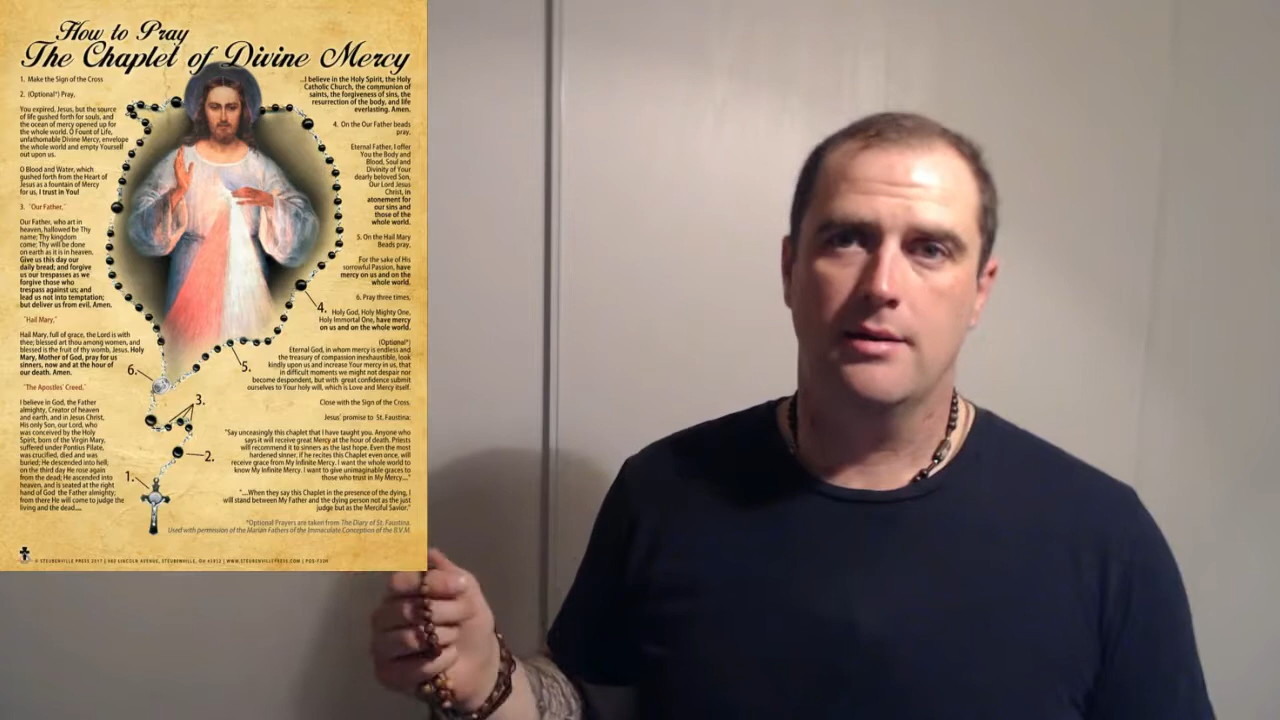 How to Pray
The Chaplet of Divine Mercy
1. Make the Sign of the Cross
2. (Optional*) Pray,
You expired, Jesus, but the source
of life gushed forth for souls, and
the ocean of mercy opened up for
the whole world. O Fount of Life,
unfathomable Divine Mercy, envelope
the whole world and empty Yourself
out upon us.
O Blood and Water, which
gushed forth from the Heart of
Jesus as a fountain of Mercy
for us, I trust in You!
3. "Our Father,"
Our Father, who art in
heaven, hallowed be Thy
name; Thy kingdom
come; Thy will be done
on earth as it is in heaven.
Give us this day our
daily bread; and forgive
us our trespasses as we
forgive those who
trespass against us; and
lead us not into temptation;
but deliver us from evil. Amen.
"Hail Mary,"
Hail Mary, full of grace, the Lord is with
thee; blessed art thou among women, and
blessed is the fruit of thy womb, Jesus. Holy
Mary, Mother of God, pray for us
sinners, now and at the hour of
our death. Amen.
"The Apostles' Creed,"
I believe in God, the Father
almighty, Creator of heaven
and earth, and in Jesus Christ,
His only Son, our Lord, who
was conceived by the Holy
Spirit, born of the Virgin Mary,
suffered under Pontius Pilate,
was crucified, died and was
buried; He descended into hell;
on the third day He rose again
from the dead; He ascended into
heaven, and is seated at the right
hand of God the Father almighty;
from there He will come to judge the
living and the dead....
...I believe in the Holy Spirit, the Holy
Catholic Church, the communion of
saints, the forgiveness of sins, the
resurrection of the body, and life
everlasting. Amen.
4. On the Our Father beads
pray,
Eternal Father, I offer
You the Body and
Blood, Soul and
Divinity of Your
dearly beloved Son,
Our Lord Jesus
Christ, in
atonement for
our sins and
those of the
whole world.
5. On the Hail Mary
Beads pray,
For the sake of His
sorrowful Passion, have
mercy on us and on the
whole world.
6. Pray three times,
Holy God, Holy Mighty One,
Holy Immortal One, have mercy
on us and on the whole world.
(Optional*)
Eternal God, in whom mercy is endless and
the treasury of compassion inexhaustible, look
kindly upon us and increase Your mercy in us, that
in difficult moments we might not despair nor
become despondent, but with great confidence submit
ourselves to Your holy will, which is Love and Mercy itself.
Close with the Sign of the Cross.
Jesus' promise to St. Faustina:
"Say unceasingly this chaplet that I have taught you. Anyone who
says it will receive great Mercy at the hour of death. Priests
will recommend it to sinners as the last hope. Even the most
hardened sinner, if he recites this Chaplet even once, will
receive grace from My Infinite Mercy. I want the whole world to
know My Infinite Mercy. I want to give unimaginable graces to
those who trust in My Mercy...."
"....When they say this Chaplet in the presence of the dying, I
will stand between My Father and the dying person not as the just
judge but as the Merciful Savior."
*Optional Prayers are taken from The Diary of St. Faustina.
Used with permission of the Marian Fathers of the Immaculate Conception of the B.V.M.
4.
5.
6.
3.
2.
1.
© STEUBENVILLE PRESS 2017 | 602 LINCOLN AVENUE, STEUBENVILLE, OH 43952 | WWW.STEUBENVILLEPRESS.COM | POS-F33H